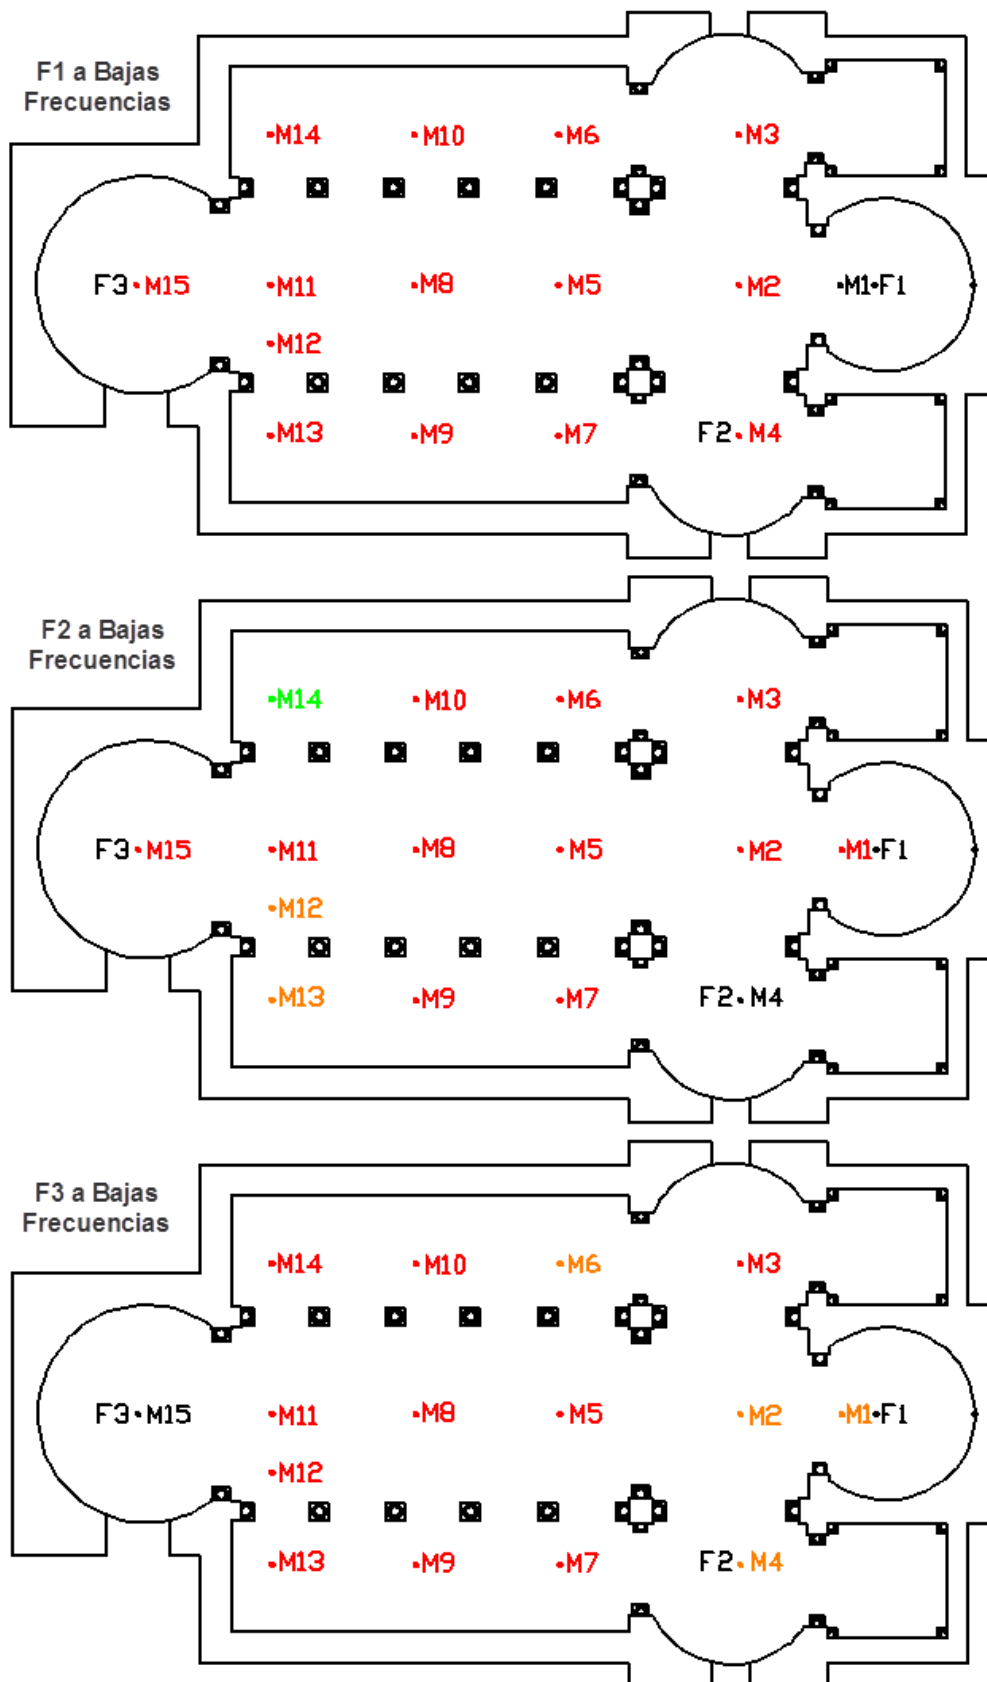 F1 a Bajas
Frecuencias
M14 M10 M6 M3
F3 M15 M11 M8 M5 M2 M1 F1
M12
M13 M9 M7 F2 M4
F2 a Bajas
Frecuencias
M14 M10 M6 M3
F3 M15 M11 M8 M5 M2 M1 F1
M12
M13 M9 M7 F2 M4
F3 a Bajas
Frecuencias
M14 M10 M6 M3
F3 M15 M11 M8 M5 M2 M1 F1
M12
M13 M9 M7 F2 M4